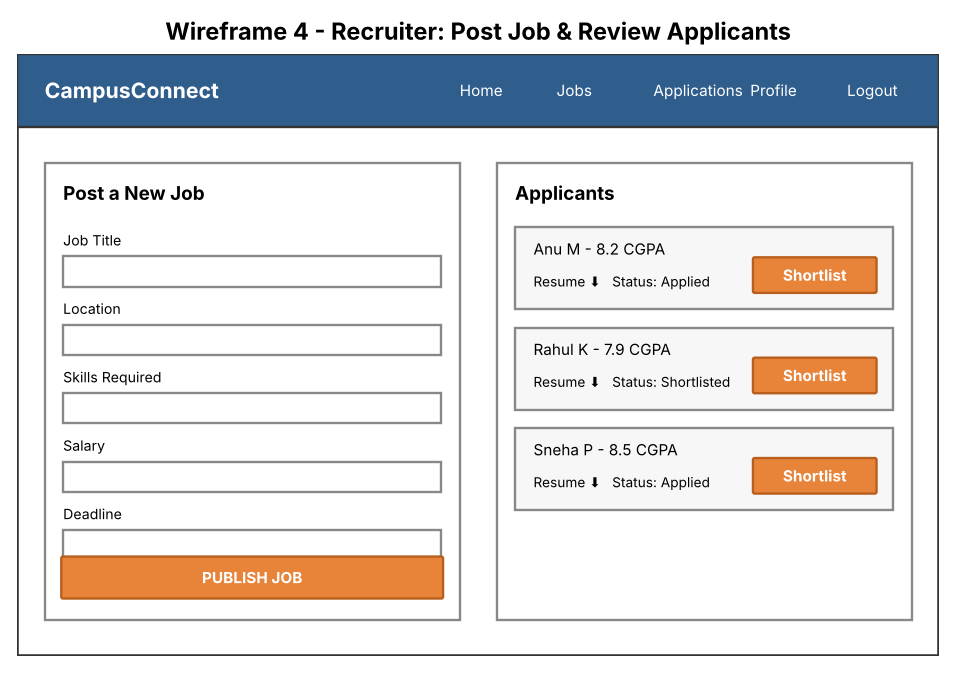 Wireframe 4 - Recruiter: Post Job & Review Applicants
CampusConnect
Home Jobs Applications Profile Logout
Post a New Job
Job Title
Location
Skills Required
Salary
Deadline
PUBLISH JOB
Applicants
Anu M - 8.2 CGPA
Resume ⬇ Status: Applied
Shortlist
Rahul K - 7.9 CGPA
Resume ⬇ Status: Shortlisted
Shortlist
Sneha P - 8.5 CGPA
Resume ⬇ Status: Applied
Shortlist